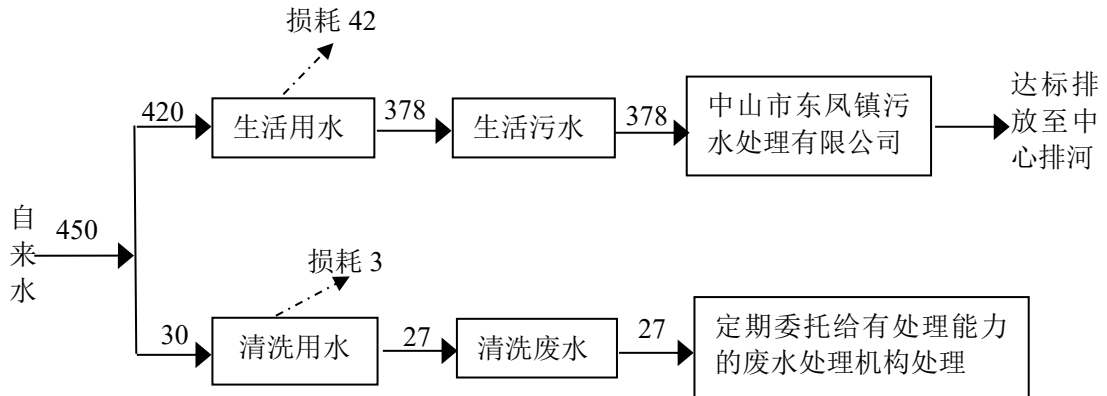 损耗 42
420
生活用水
378
生活污水
378
中山市东凤镇污
水处理有限公司
达标排
放至中
心排河
自
来
水
450
损耗 3
30
清洗用水
27
清洗废水
27
定期委托给有处理能力
的废水处理机构处理